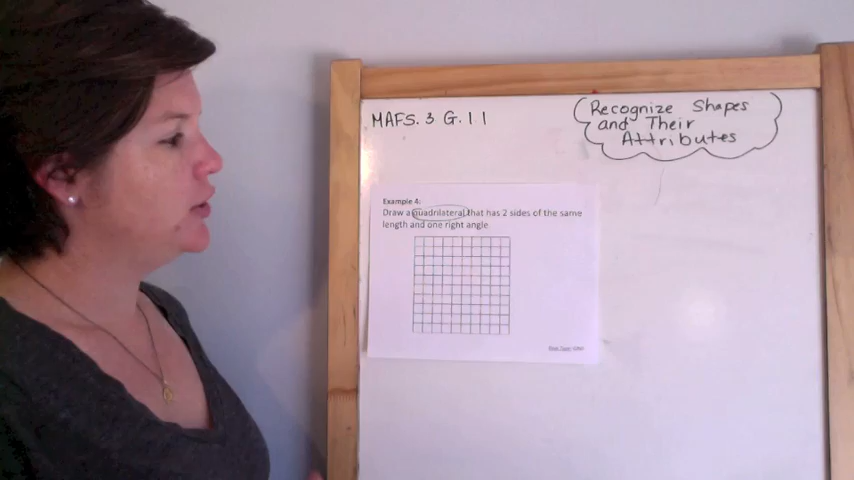 MAFS. 3 G. 1 1
Recognize Shapes
and Their
Attributes
Example 4:
Draw a quadrilateral that has 2 sides of the same
length and one right angle